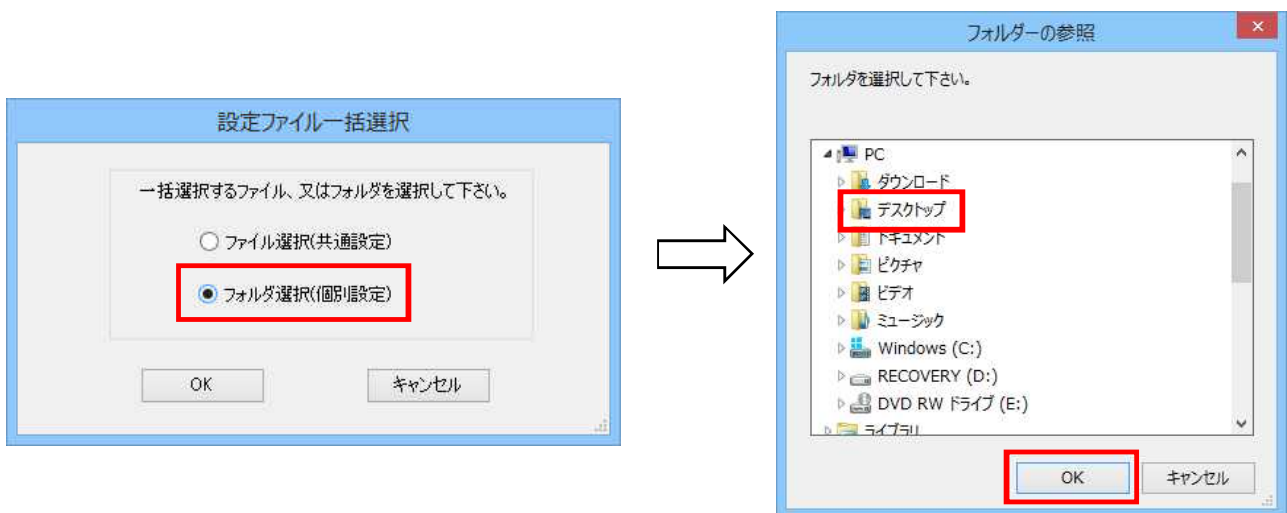 設定ファイル一括選択
一括選択するファイル、又はフォルダを選択して下さい。
ファイル選択(共通設定)
フォルダ選択(個別設定)
OK
キャンセル
フォルダーの参照
フォルダを選択して下さい。
PC
ダウンロード
デスクトップ
ドキュメント
ピクチャ
ビデオ
ミュージック
Windows (C:)
RECOVERY (D:)
DVD RW ドライブ (E:)
ライブラリ
OK
キャンセル